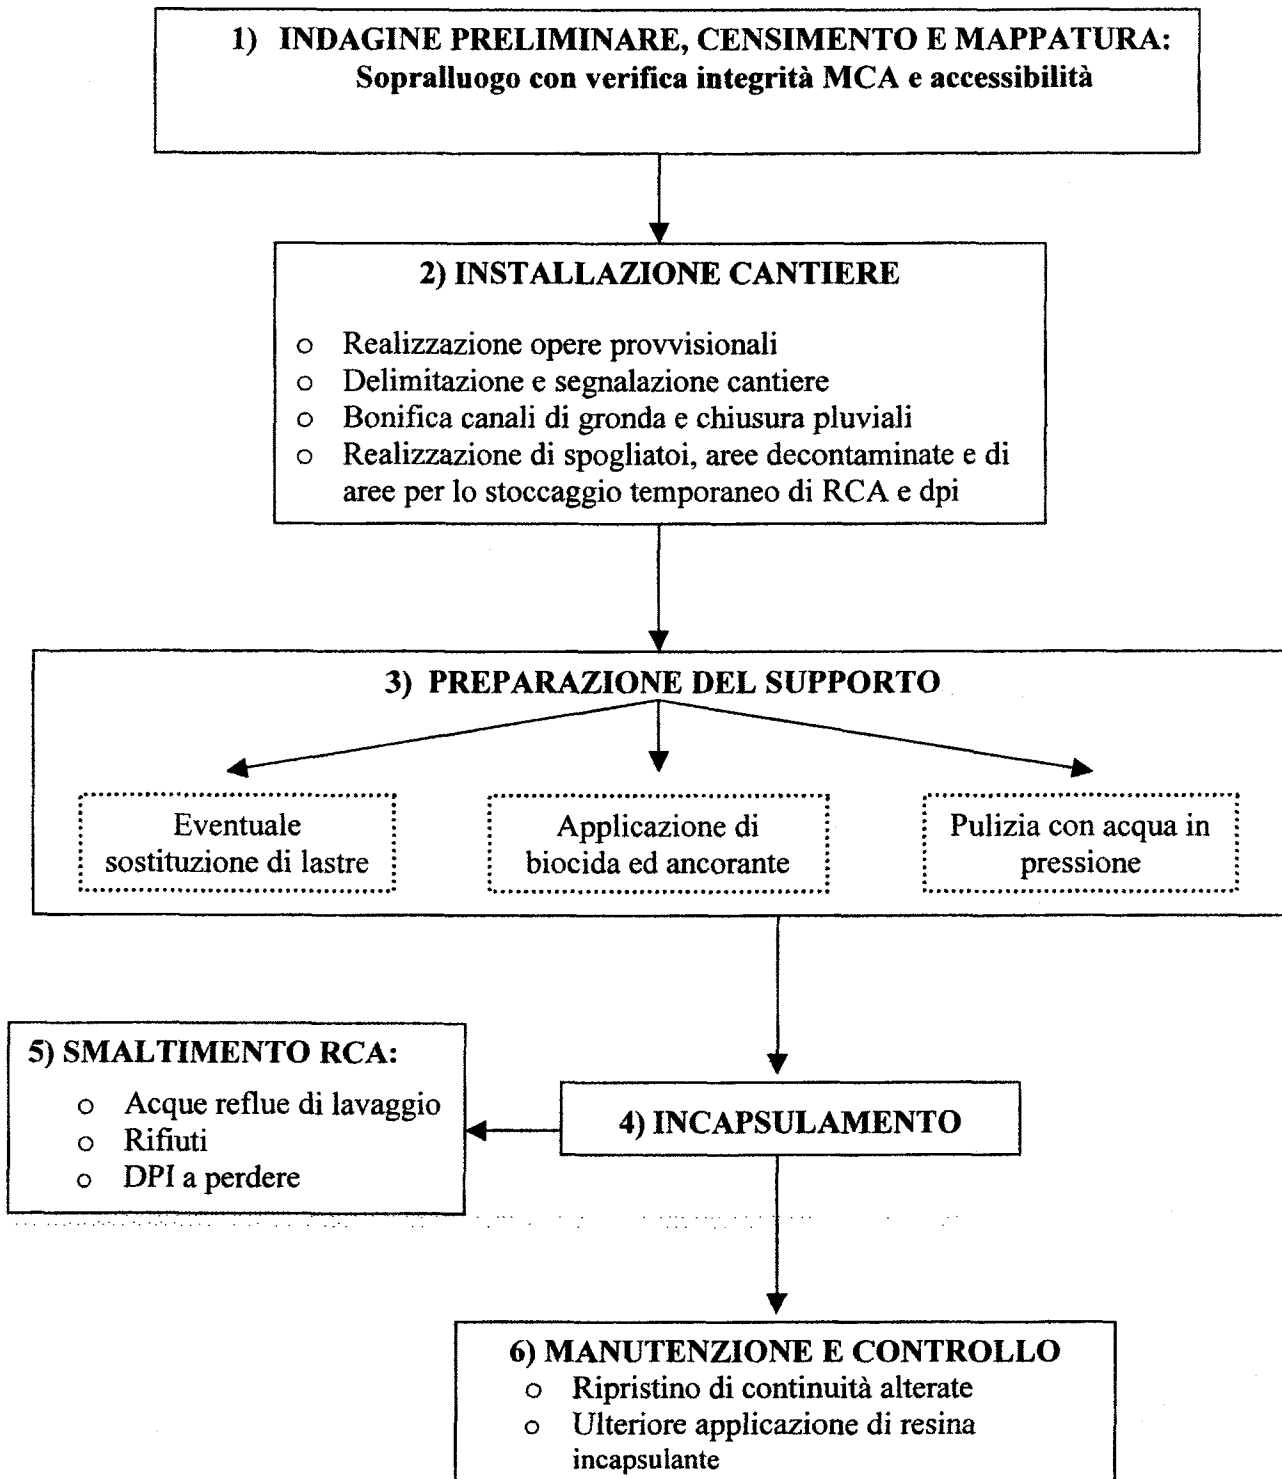 1) INDAGINE PRELIMINARE, CENSIMENTO E MAPPATURA:
Sopralluogo con verifica integrità MCA e accessibilità
2) INSTALLAZIONE CANTIERE
o Realizzazione opere provvisionali
o Delimitazione e segnalazione cantiere
o Bonifica canali di gronda e chiusura pluviali
o Realizzazione di spogliatoi, aree decontaminate e di
aree per lo stoccaggio temporaneo di RCA e dpi
3) PREPARAZIONE DEL SUPPORTO
Eventuale
sostituzione di lastre
Applicazione di
biocida ed ancorante
Pulizia con acqua in
pressione
5) SMALTIMENTO RCA:
o Acque reflue di lavaggio
o Rifiuti
o DPI a perdere
4) INCAPSULAMENTO
6) MANUTENZIONE E CONTROLLO
o Ripristino di continuità alterate
o Ulteriore applicazione di resina
incapsulante